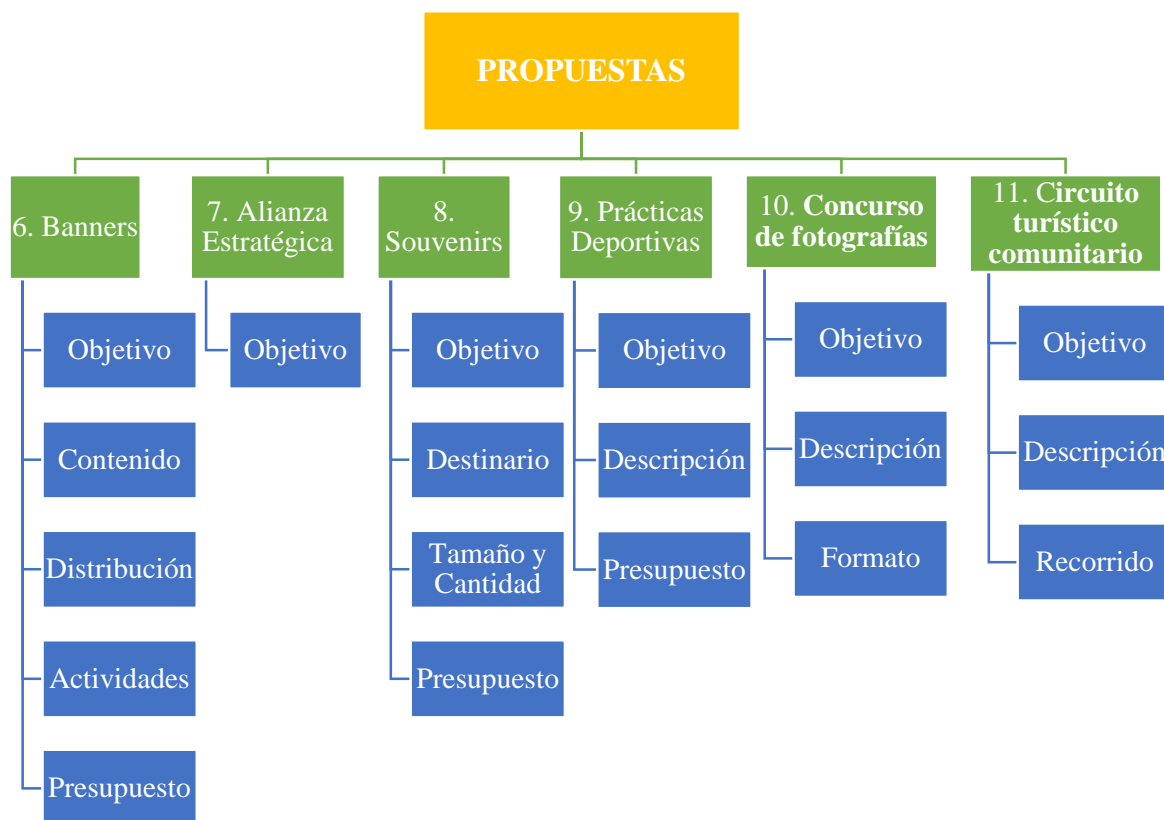 PROPUESTAS
6. Banners
Objetivo
Contenido
Distribución
Actividades
Presupuesto
7. Alianza
Estratégica
Objetivo
8.
Souvenirs
Objetivo
Destinario
Tamaño y
Cantidad
Presupuesto
9. Prácticas
Deportivas
Objetivo
Descripción
Presupuesto
10. Concurso
de fotografías
Objetivo
Descripción
Formato
11. Circuito
turístico
comunitario
Objetivo
Descripción
Recorrido